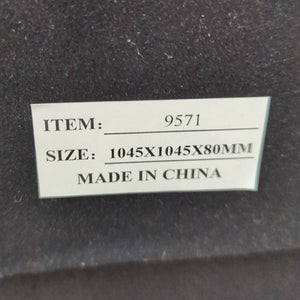 ITEM: 9571
SIZE: 1045X1045X80MM
MADE IN CHINA